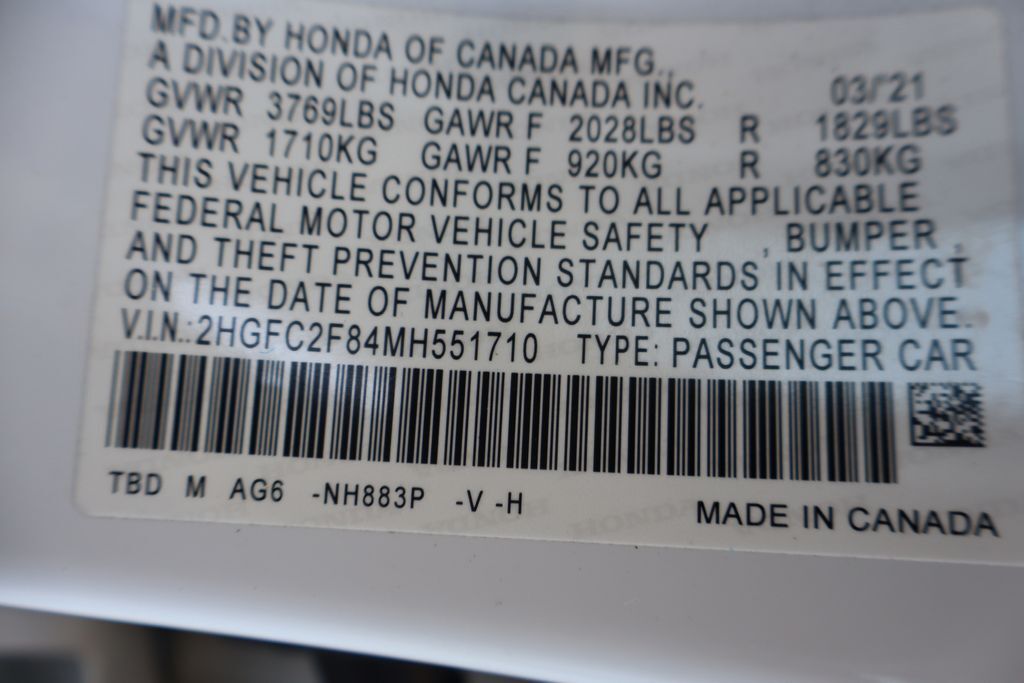 MFD. BY HONDA OF CANADA MFG.,
A DIVISION OF HONDA CANADA INC. 03/'21
GVWR 3769LBS GAWR F 2028LBS R 1829LBS
GVWR 1710KG GAWR F 920KG R 830KG
THIS VEHICLE CONFORMS TO ALL APPLICABLE
FEDERAL MOTOR VEHICLE SAFETY , BUMPER ,
AND THEFT PREVENTION STANDARDS IN EFFECT
ON THE DATE OF MANUFACTURE SHOWN ABOVE.
V.I.N.: 2HGFC2F84MH551710 TYPE: PASSENGER CAR
TBD M AG6 -NH883P -V -H
MADE IN CANADA